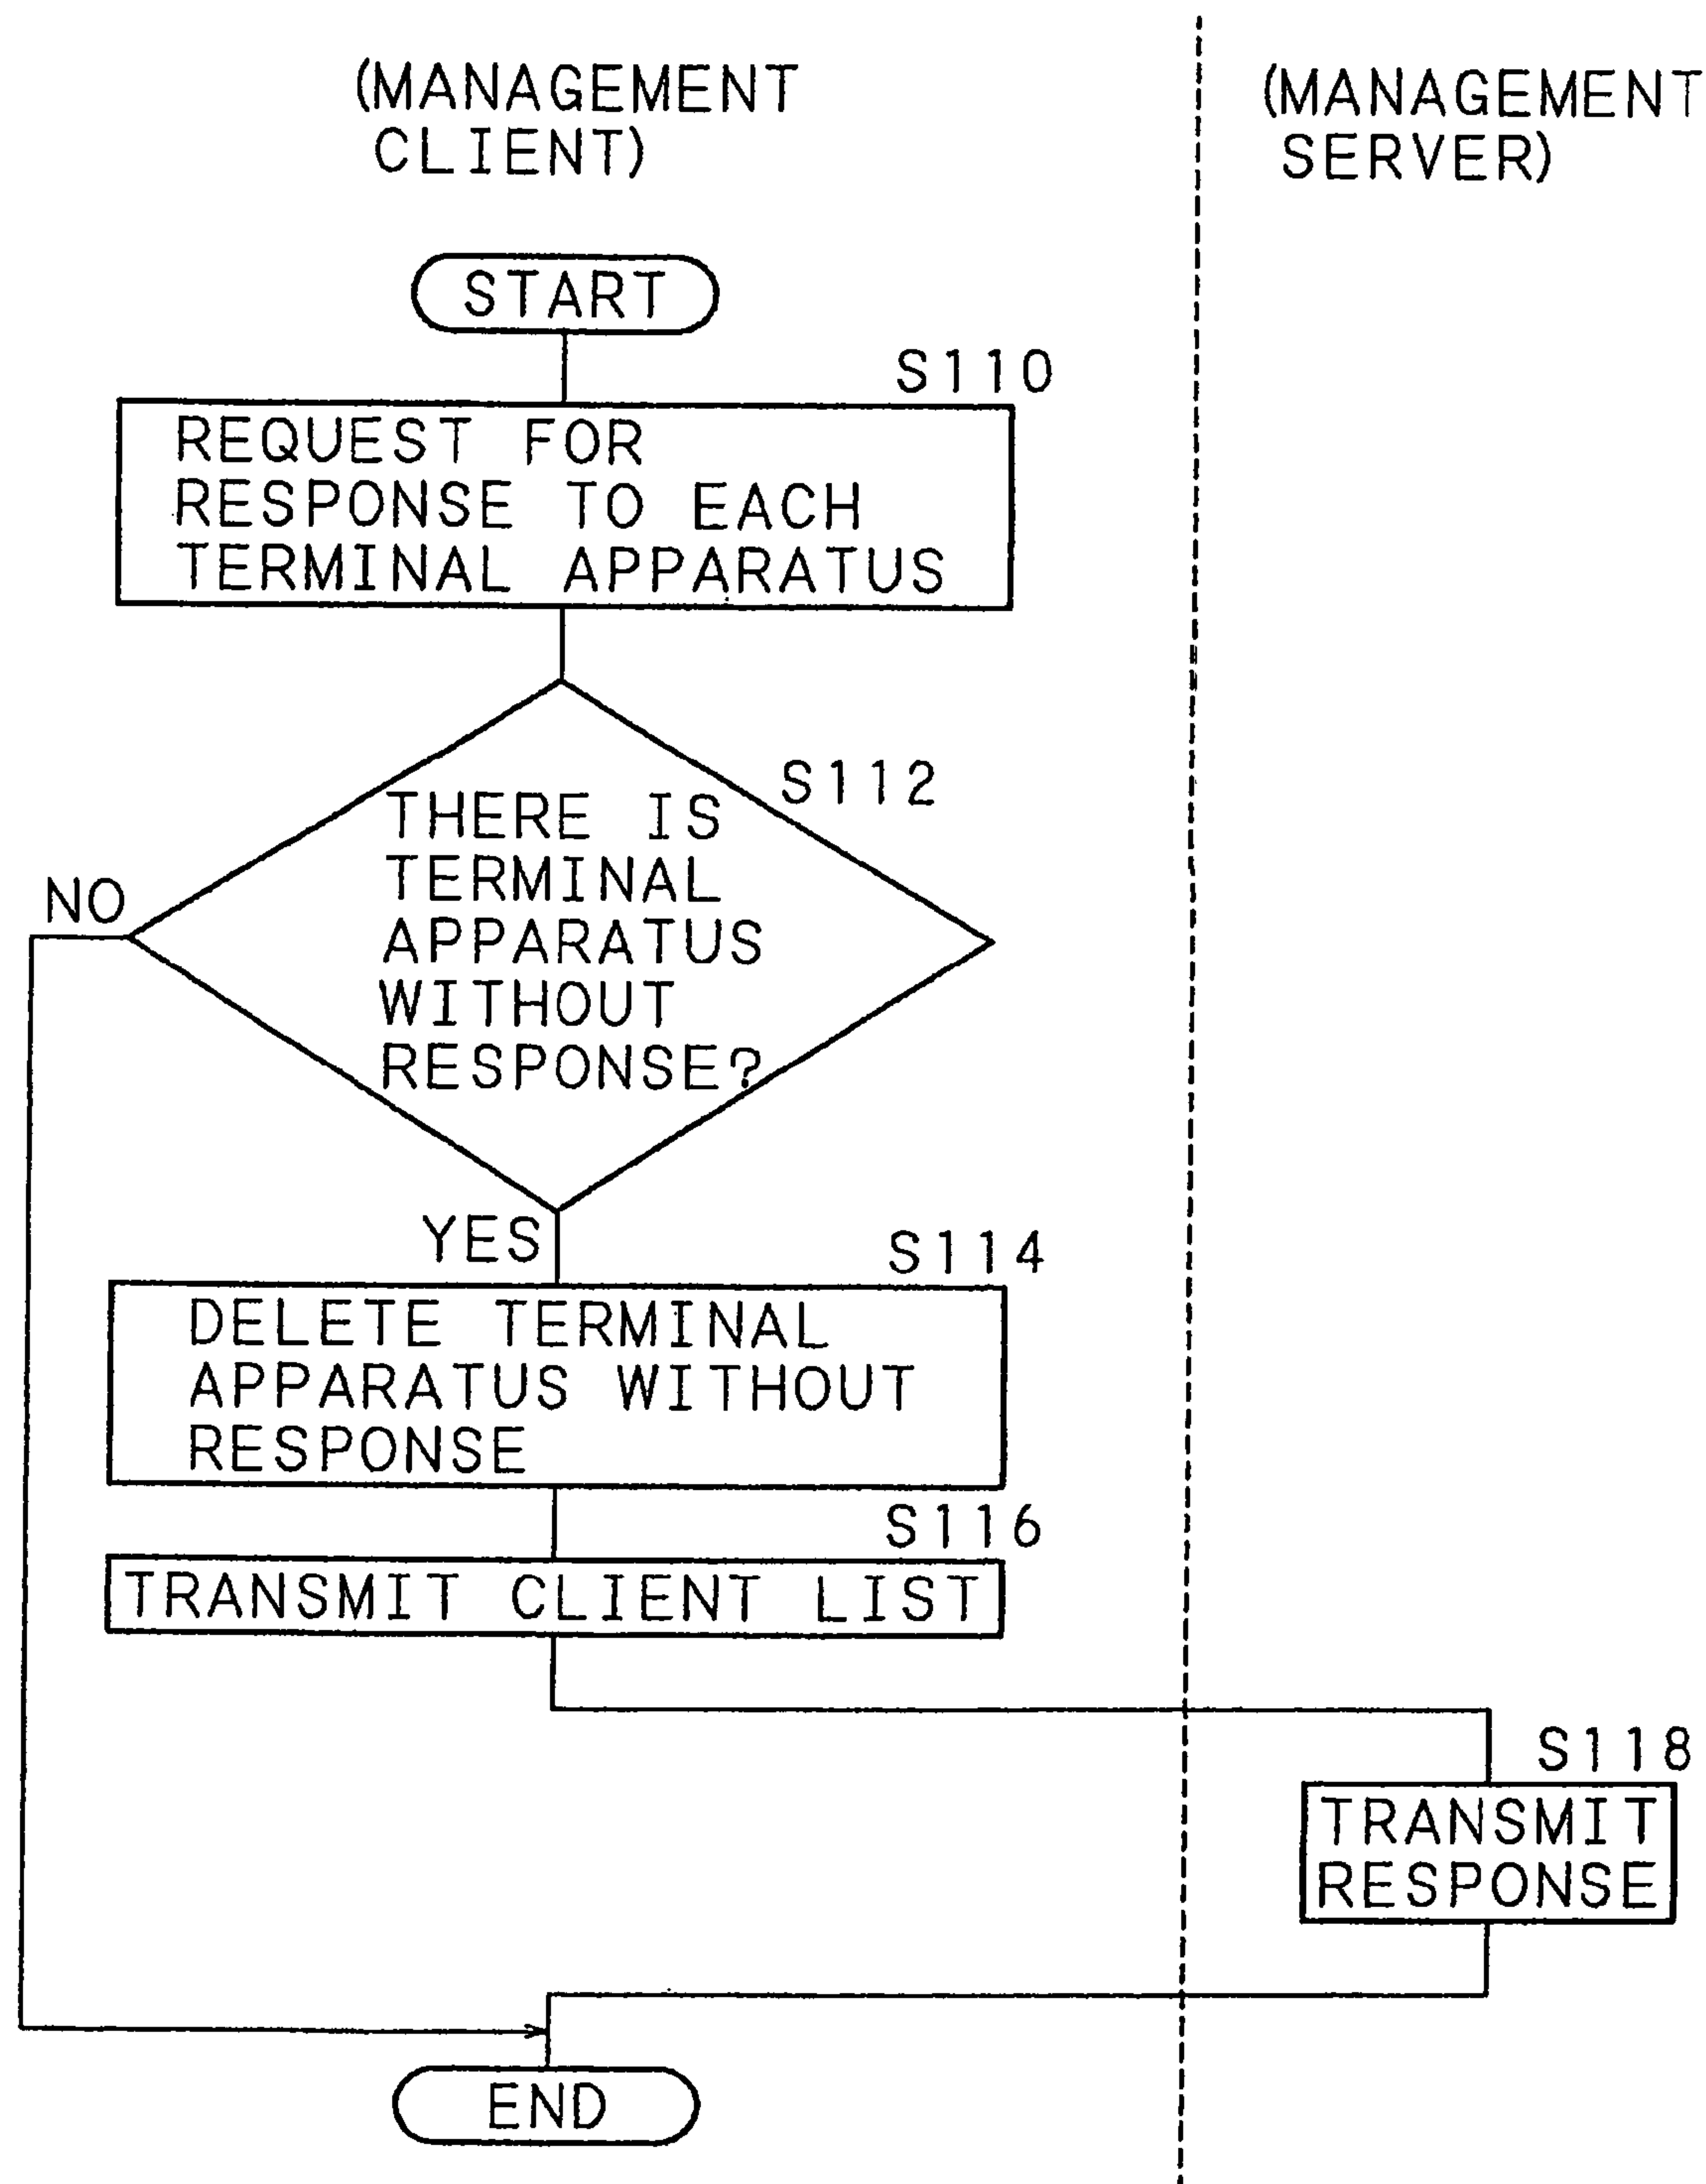 (MANAGEMENT
CLIENT)
(MANAGEMENT
SERVER)
START
S110
REQUEST FOR
RESPONSE TO EACH
TERMINAL APPARATUS
S112
THERE IS
TERMINAL
APPARATUS
WITHOUT
RESPONSE?
NO
YES
S114
DELETE TERMINAL
APPARATUS WITHOUT
RESPONSE
S116
TRANSMIT CLIENT LIST
S118
TRANSMIT
RESPONSE
END